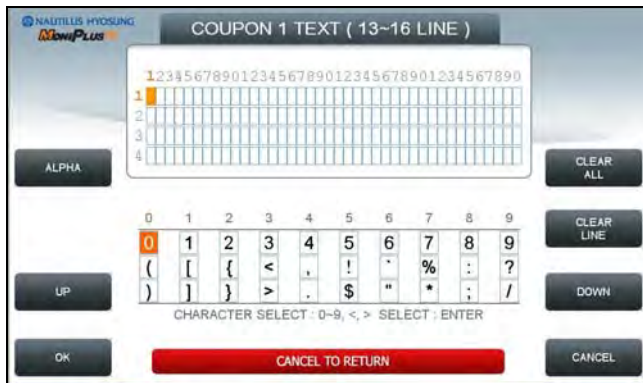 NAUTILUS HYOSUNG
MoniPlus
COUPON 1 TEXT ( 13~16 LINE )
1234567890123456789012345678901234567890
1
2
3
4
ALPHA
CLEAR ALL
0 1 2 3 4 5 6 7 8 9
CLEAR LINE
0 1 2 3 4 5 6 7 8 9
( [ { < , ! ` % : ?
) ] } > . $ " * ; /
UP
DOWN
CHARACTER SELECT : 0~9, <, > SELECT : ENTER
OK
CANCEL TO RETURN
CANCEL